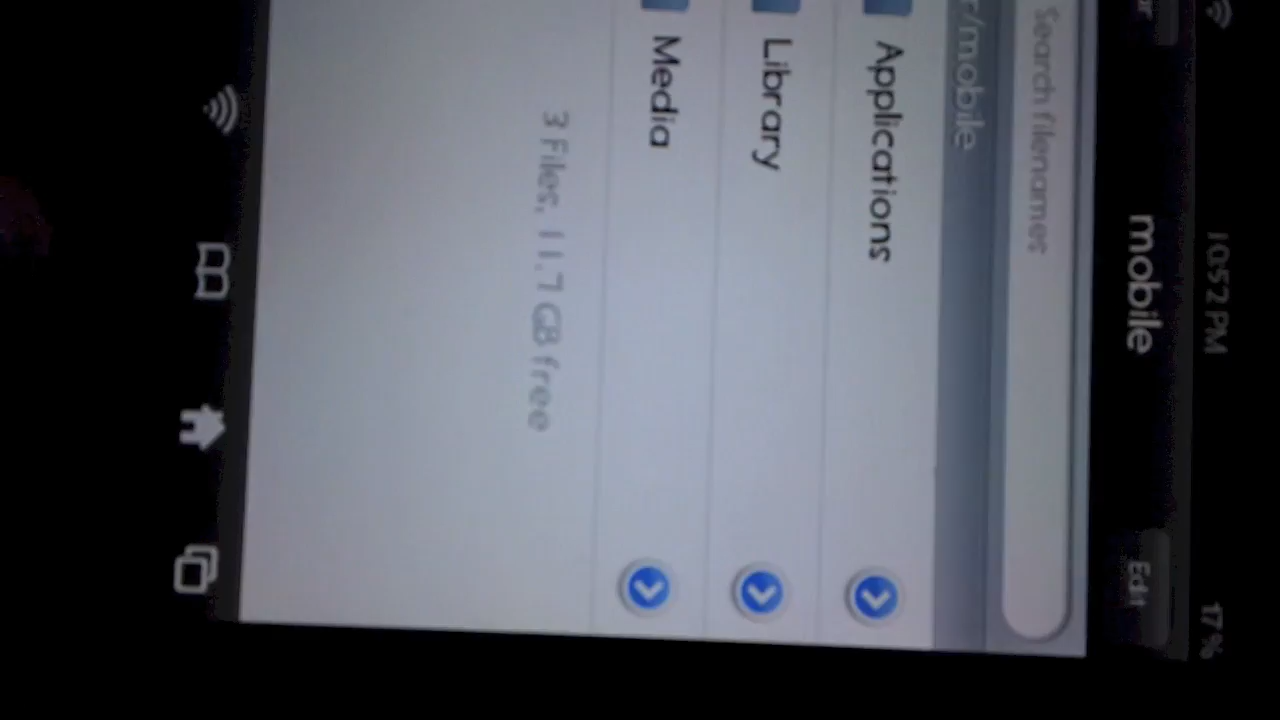 10:52 PM 17%
mobile Edit
Search filenames
r/mobile
Applications
Library
Media
3 Files, 11.7 GB free